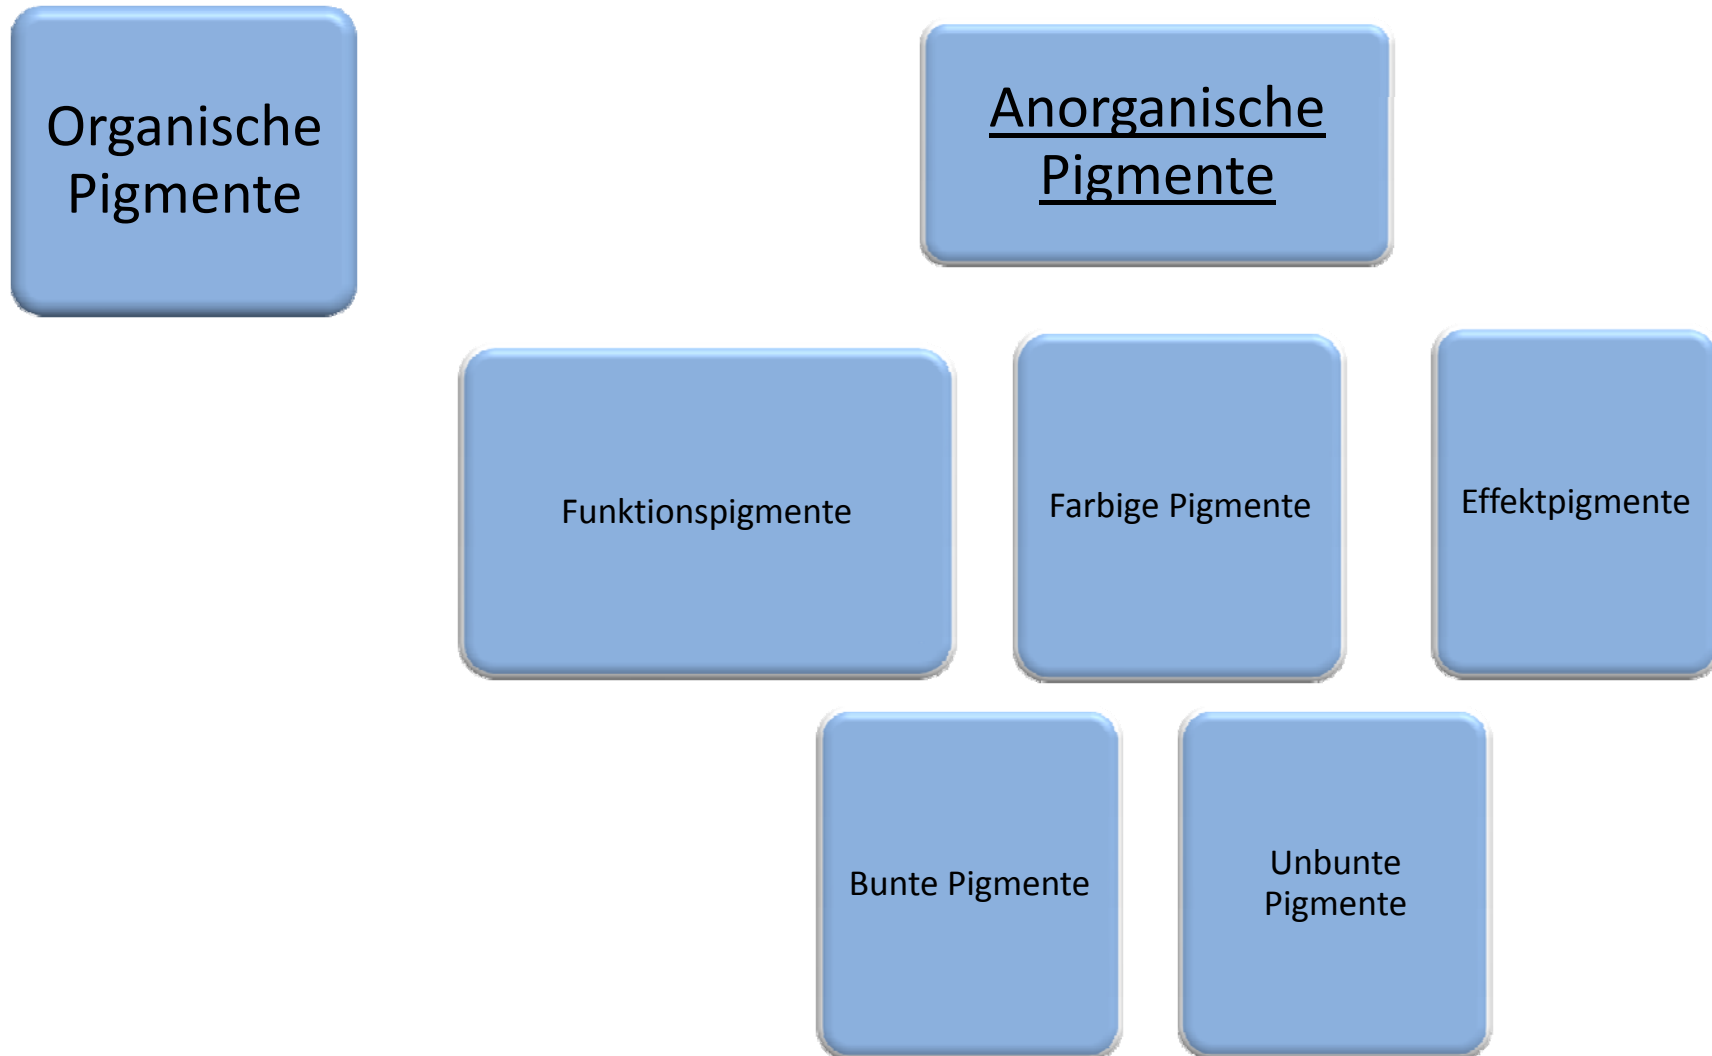 Organische
Pigmente
Anorganische
Pigmente
Funktionspigmente
Farbige Pigmente
Effektpigmente
Bunte Pigmente
Unbunte
Pigmente